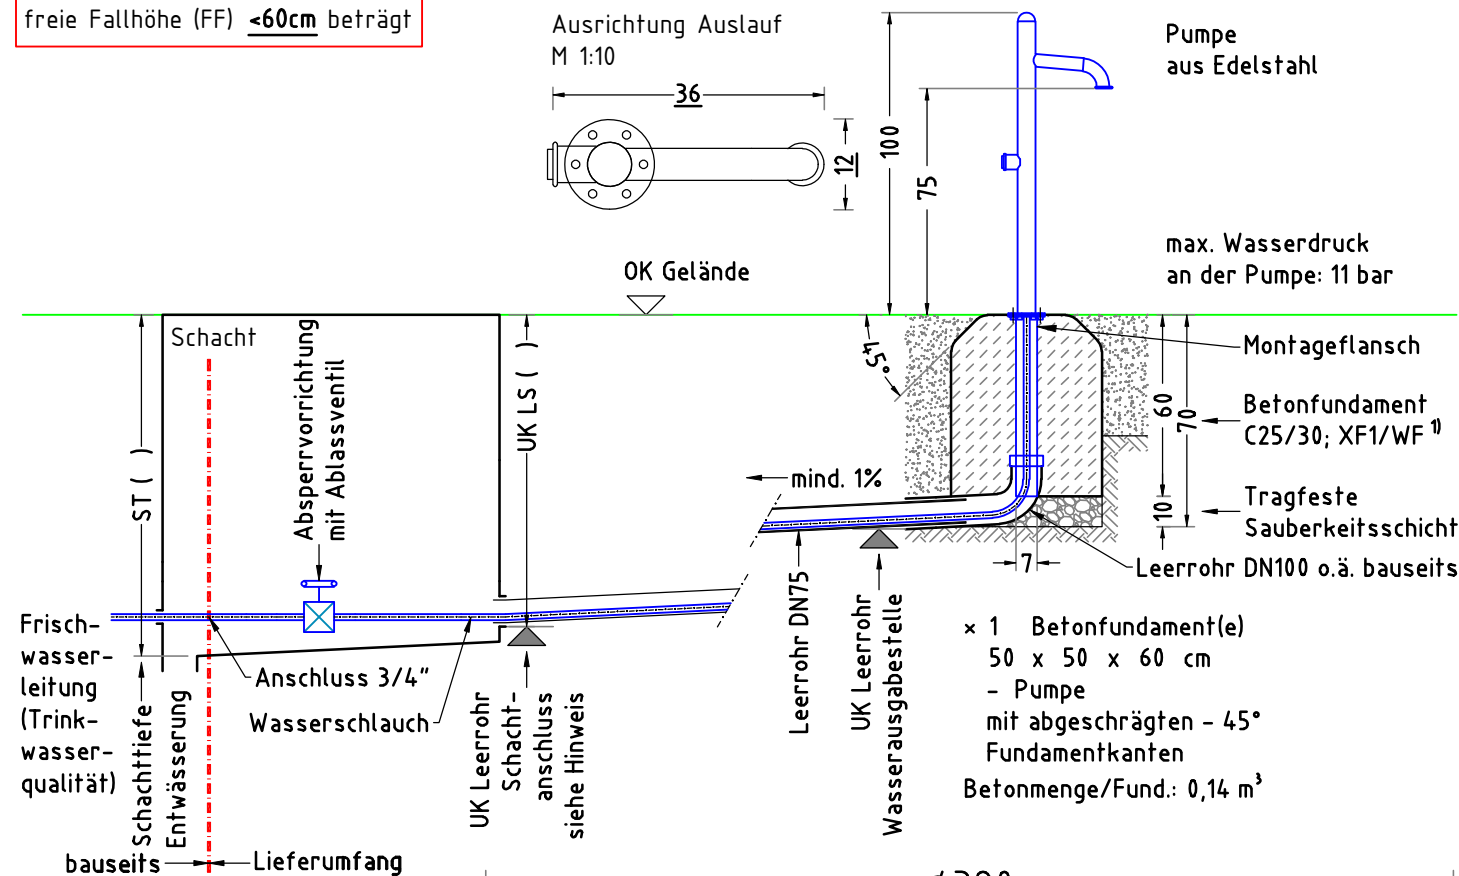 freie Fallhöhe (FF) <60cm beträgt
Ausrichtung Auslauf
M 1:10
36
12
100
75
Pumpe
aus Edelstahl
max. Wasserdruck
an der Pumpe: 11 bar
OK Gelände
Schacht
Absperrvorrichtung
mit Ablassventil
ST (   )
UK LS (   )
45°
60
70
10
7
Montageflansch
Betonfundament
C25/30; XF1/WF 1)
Tragfeste
Sauberkeitsschicht
Leerrohr DN100 o.ä. bauseits
mind. 1%
Leerrohr DN75
UK Leerrohr
Wasserausgabestelle
Frisch-
wasser-
leitung
(Trink-
wasser-
qualität)
Schachttiefe
Entwässerung
Anschluss 3/4"
Wasserschlauch
UK Leerrohr
Schacht-
anschluss
siehe Hinweis
× 1 Betonfundament(e)
50 x 50 x 60 cm
- Pumpe
mit abgeschrägten - 45°
Fundamentkanten
Betonmenge/Fund.: 0,14 m³
bauseits
Lieferumfang